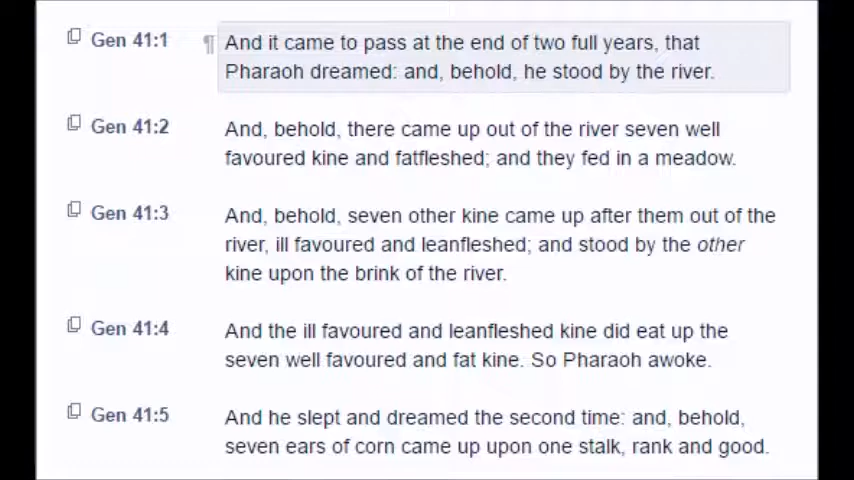 Gen 41:1 ¶ And it came to pass at the end of two full years, that
Pharaoh dreamed: and, behold, he stood by the river.
Gen 41:2 And, behold, there came up out of the river seven well
favoured kine and fatfleshed; and they fed in a meadow.
Gen 41:3 And, behold, seven other kine came up after them out of the
river, ill favoured and leanfleshed; and stood by the other
kine upon the brink of the river.
Gen 41:4 And the ill favoured and leanfleshed kine did eat up the
seven well favoured and fat kine. So Pharaoh awoke.
Gen 41:5 And he slept and dreamed the second time: and, behold,
seven ears of corn came up upon one stalk, rank and good.